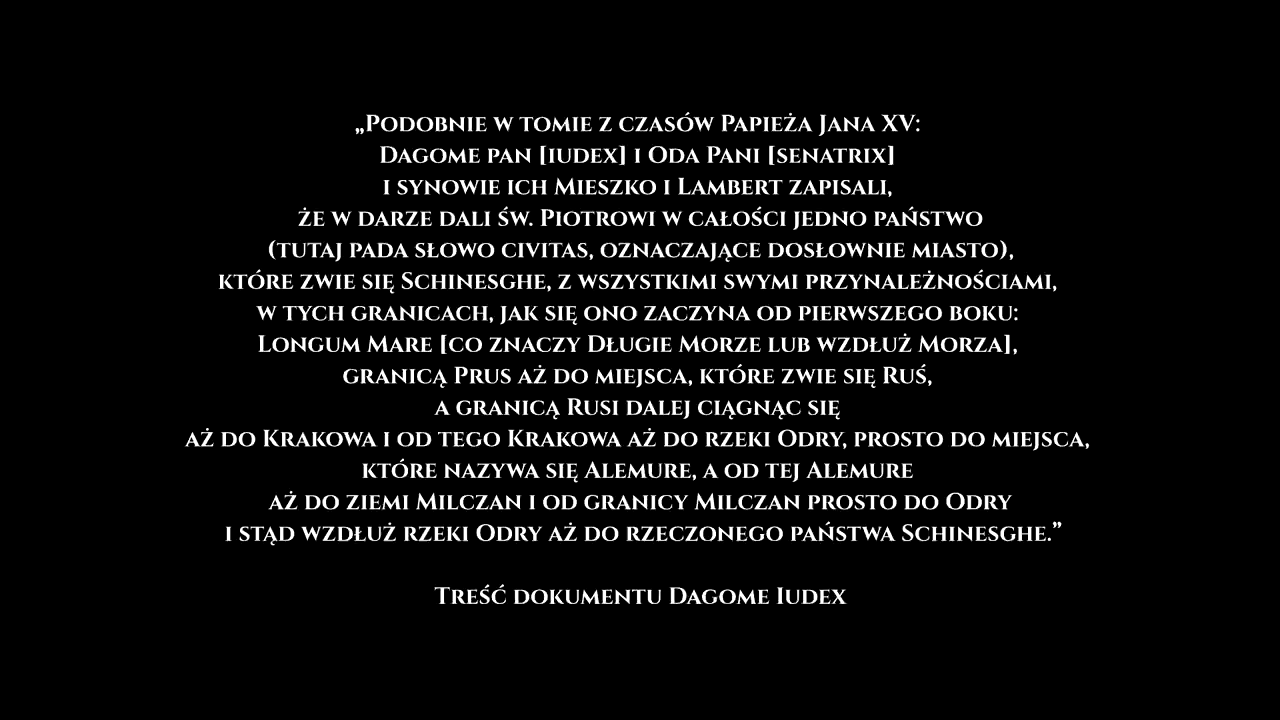 „Podobnie w tomie z czasów Papieża Jana XV:
Dagome pan [iudex] i Oda Pani [senatrix]
i synowie ich Mieszko i Lambert zapisali,
że w darze dali św. Piotrowi w całości jedno państwo
(tutaj pada słowo civitas, oznaczające dosłownie miasto),
które zwie się Schinesghe, z wszystkimi swymi przynależnościami,
w tych granicach, jak się ono zaczyna od pierwszego boku:
Longum Mare [co znaczy Długie Morze lub wzdłuż Morza],
granicą Prus aż do miejsca, które zwie się Ruś,
a granicą Rusi dalej ciągnąc się
aż do Krakowa i od tego Krakowa aż do rzeki Odry, prosto do miejsca,
które nazywa się Alemure, a od tej Alemure
aż do ziemi Milczan i od granicy Milczan prosto do Odry
i stąd wzdłuż rzeki Odry aż do rzeczonego państwa Schinesghe.”
Treść dokumentu Dagome Iudex